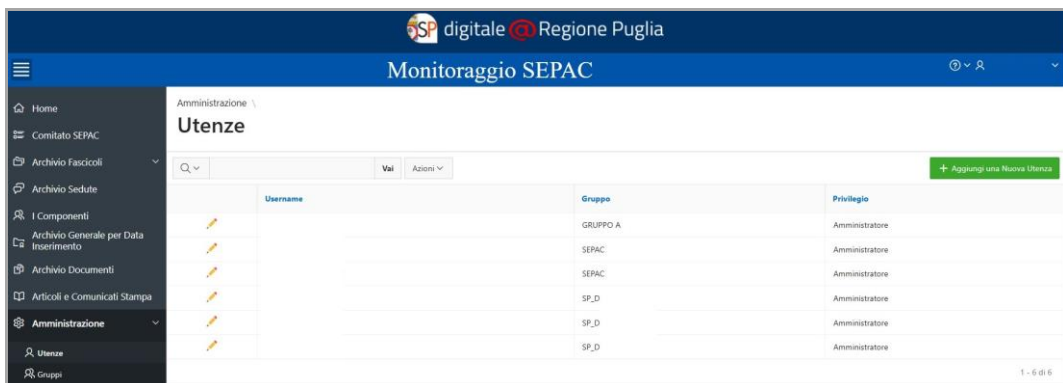 SP digitale @ Regione Puglia
Monitoraggio SEPAC
Home
Comitato SEPAC
Archivio Fascicoli
Archivio Sedute
I Componenti
Archivio Generale per Data
Inserimento
Archivio Documenti
Articoli e Comunicati Stampa
Amministrazione
Utenze
Gruppi
Amministrazione \
Utenze
Vai Azioni + Aggiungi una Nuova Utenza
Username Gruppo Privilegio
GRUPPO A Amministratore
SEPAC Amministratore
SEPAC Amministratore
SP_D Amministratore
SP_D Amministratore
SP_D Amministratore
1 - 6 di 6